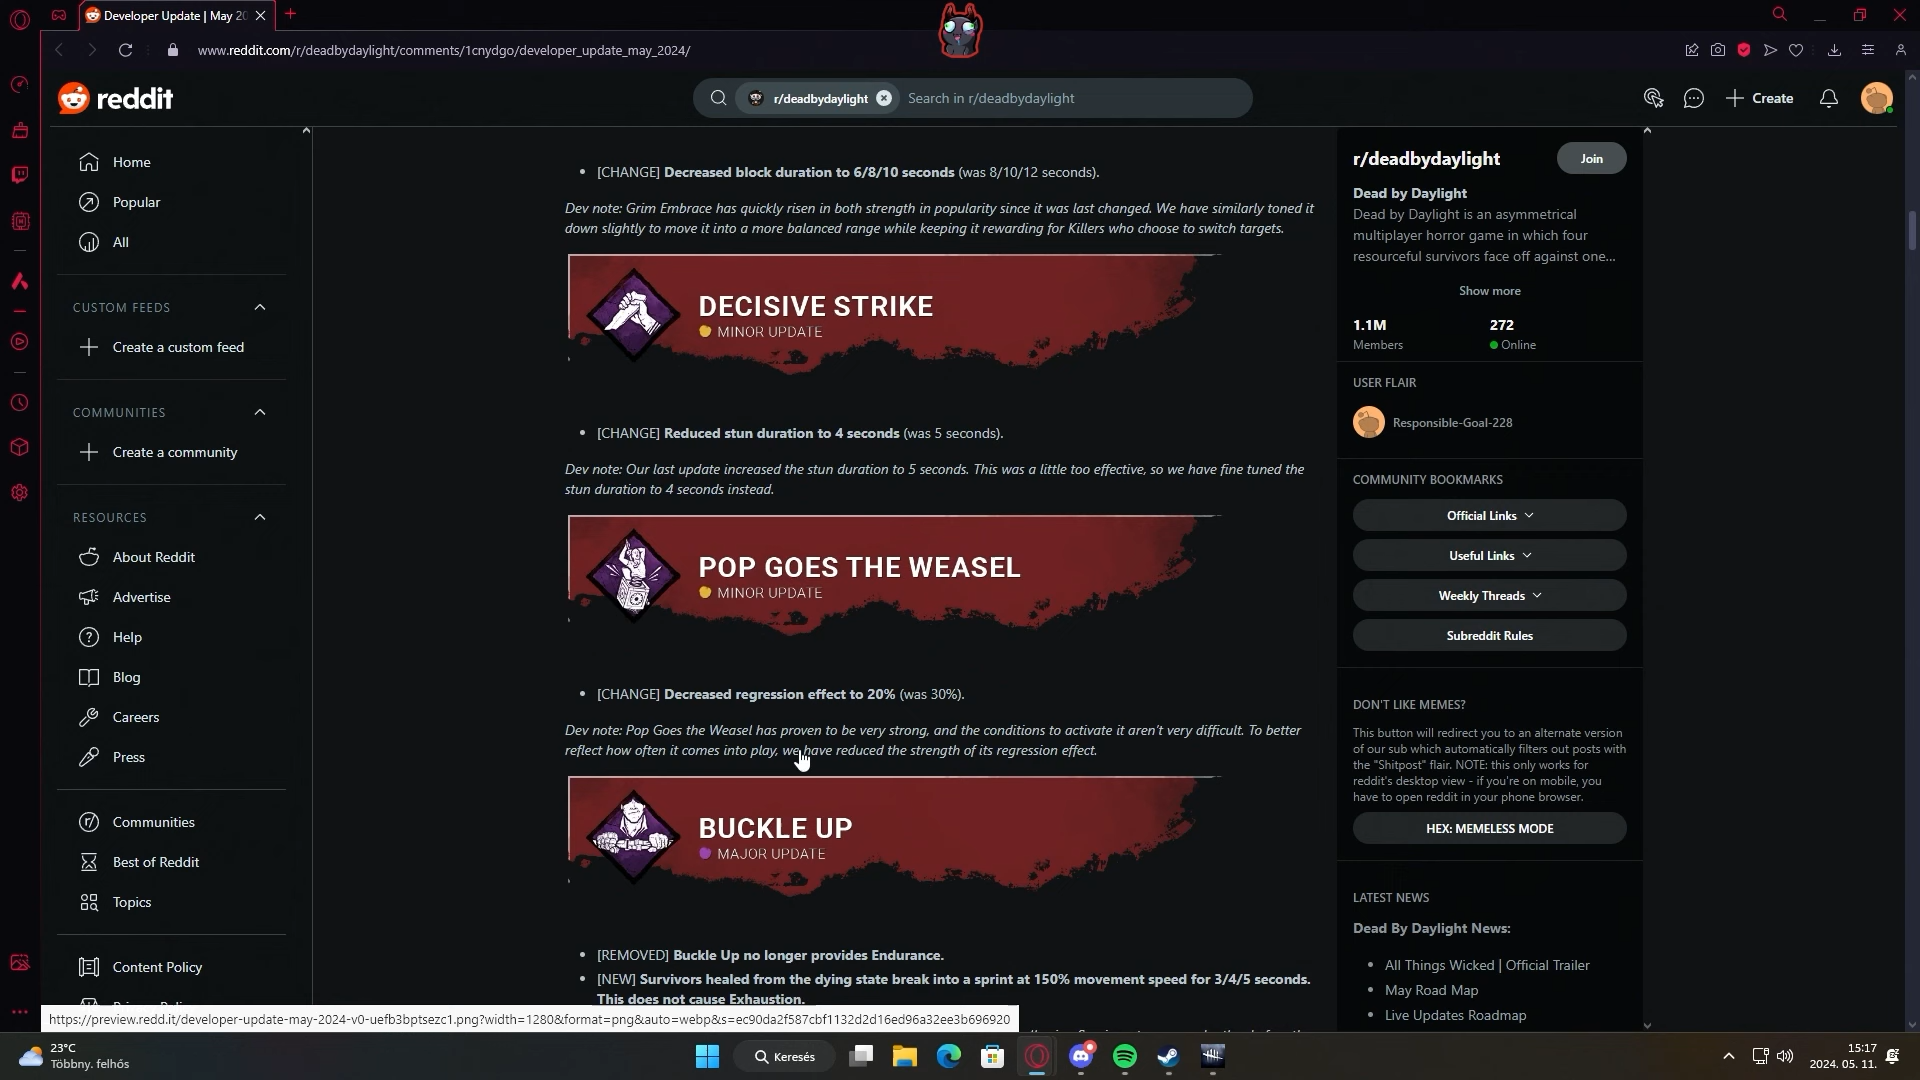 Developer Update | May 20
www.reddit.com/r/deadbydaylight/comments/1cnydgo/developer_update_may_2024/
reddit
r/deadbydaylight
Search in r/deadbydaylight
Create
Home
Popular
All
CUSTOM FEEDS
Create a custom feed
COMMUNITIES
Create a community
RESOURCES
About Reddit
Advertise
Help
Blog
Careers
Press
Communities
Best of Reddit
Topics
Content Policy
• [CHANGE] Decreased block duration to 6/8/10 seconds (was 8/10/12 seconds).
Dev note: Grim Embrace has quickly risen in both strength in popularity since it was last changed. We have similarly toned it
down slightly to move it into a more balanced range while keeping it rewarding for Killers who choose to switch targets.
DECISIVE STRIKE
MINOR UPDATE
• [CHANGE] Reduced stun duration to 4 seconds (was 5 seconds).
Dev note: Our last update increased the stun duration to 5 seconds. This was a little too effective, so we have fine tuned the
stun duration to 4 seconds instead.
POP GOES THE WEASEL
MINOR UPDATE
• [CHANGE] Decreased regression effect to 20% (was 30%).
Dev note: Pop Goes the Weasel has proven to be very strong, and the conditions to activate it aren't very difficult. To better
reflect how often it comes into play, we have reduced the strength of its regression effect.
BUCKLE UP
MAJOR UPDATE
• [REMOVED] Buckle Up no longer provides Endurance.
• [NEW] Survivors healed from the dying state break into a sprint at 150% movement speed for 3/4/5 seconds.
This does not cause Exhaustion.
r/deadbydaylight
Join
Dead by Daylight
Dead by Daylight is an asymmetrical
multiplayer horror game in which four
resourceful survivors face off against one...
Show more
1.1M
272
Members
Online
USER FLAIR
Responsible-Goal-228
COMMUNITY BOOKMARKS
Official Links
Useful Links
Weekly Threads
Subreddit Rules
DON'T LIKE MEMES?
This button will redirect you to an alternate version
of our sub which automatically filters out posts with
the "Shitpost" flair. NOTE: this only works for
reddit's desktop view - if you're on mobile, you
have to open reddit in your phone browser.
HEX: MEMELESS MODE
LATEST NEWS
Dead By Daylight News:
• All Things Wicked | Official Trailer
• May Road Map
• Live Updates Roadmap
https://preview.redd.it/developer-update-may-2024-v0-uefb3bptsezc1.png?width=1280&format=png&auto=webp&s=ec90da2f587cbf1132d2d16ed96a32ee3b696920
23°C
Többny. felhős
Keresés
15:17
2024. 05. 11.